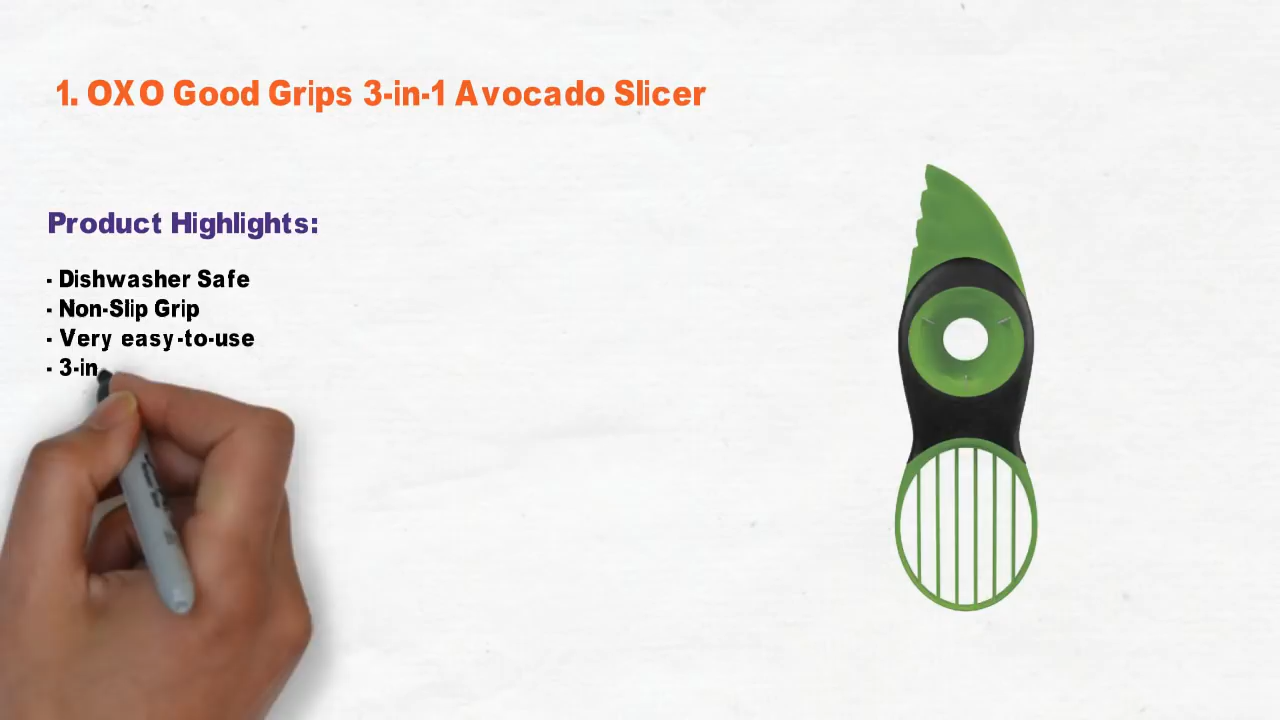 1. OXO Good Grips 3-in-1 Avocado Slicer
Product Highlights:
- Dishwasher Safe
- Non-Slip Grip
- Very easy-to-use
- 3-in